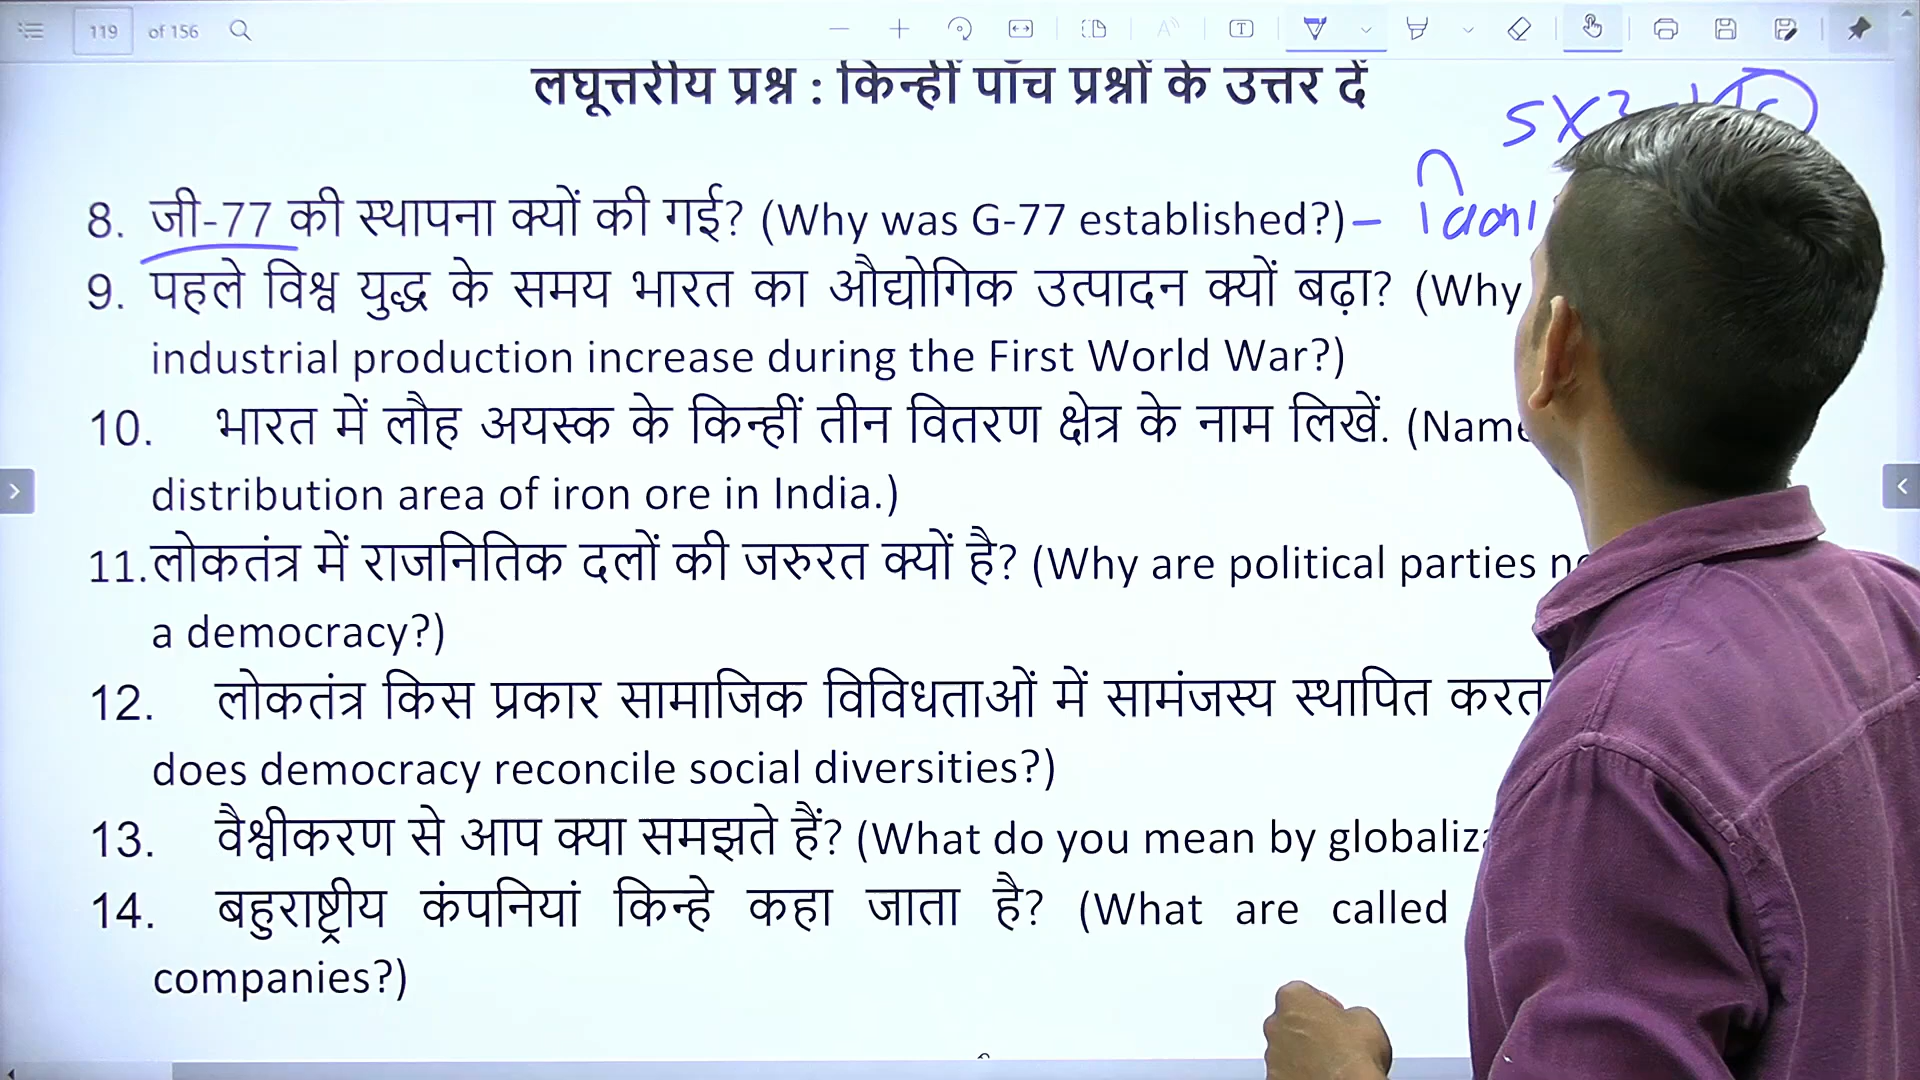 119 of 156
लघूत्तरीय प्रश्न : किन्हीं पाँच प्रश्नों के उत्तर दें
5X3
8. जी-77 की स्थापना क्यों की गई? (Why was G-77 established?) –
9. पहले विश्व युद्ध के समय भारत का औद्योगिक उत्पादन क्यों बढ़ा? (Why
industrial production increase during the First World War?)
10. भारत में लौह अयस्क के किन्हीं तीन वितरण क्षेत्र के नाम लिखें. (Name
distribution area of iron ore in India.)
11. लोकतंत्र में राजनितिक दलों की जरुरत क्यों है? (Why are political parties
a democracy?)
12. लोकतंत्र किस प्रकार सामाजिक विविधताओं में सामंजस्य स्थापित
does democracy reconcile social diversities?)
13. वैश्वीकरण से आप क्या समझते हैं? (What do you mean by
14. बहुराष्ट्रीय कंपनियां किन्हे कहा जाता है? (What are called
companies?)